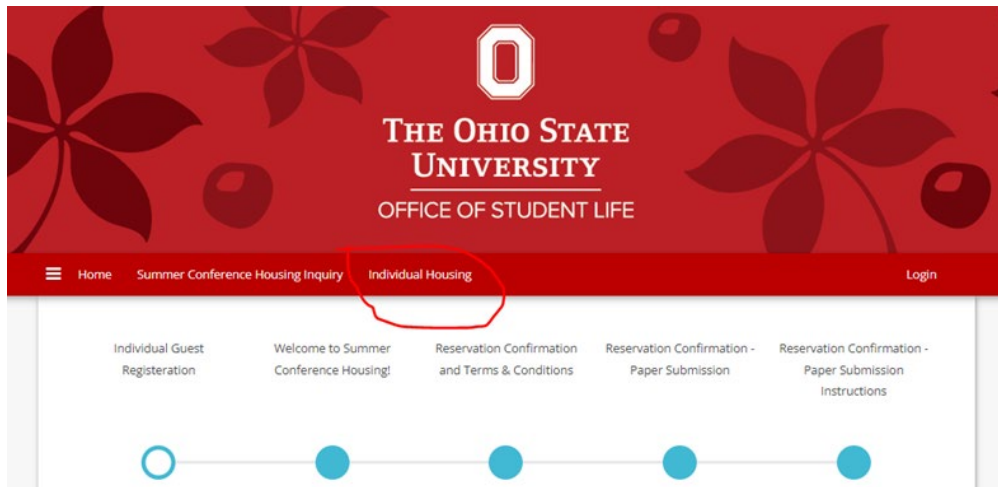 THE OHIO STATE
UNIVERSITY
OFFICE OF STUDENT LIFE
Home Summer Conference Housing Inquiry Individual Housing Login
Individual Guest
Registeration
Welcome to Summer
Conference Housing!
Reservation Confirmation
and Terms & Conditions
Reservation Confirmation -
Paper Submission
Reservation Confirmation -
Paper Submission
Instructions